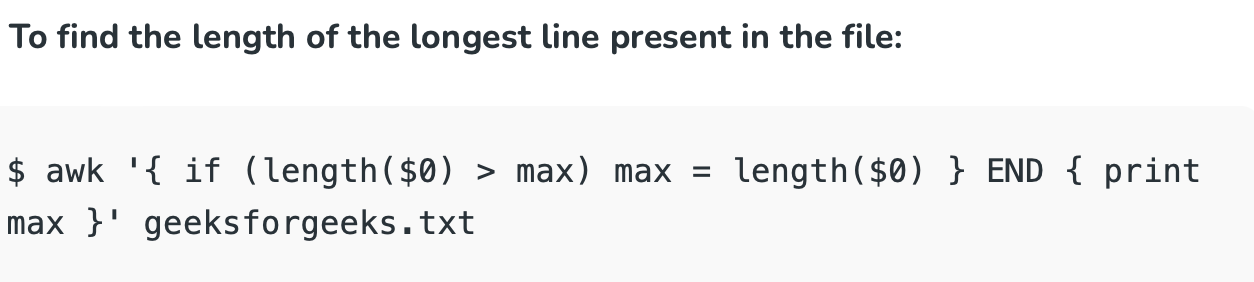 To find the length of the longest line present in the file:
$ awk '{ if (length($0) > max) max = length($0) } END { print
max }' geeksforgeeks.txt